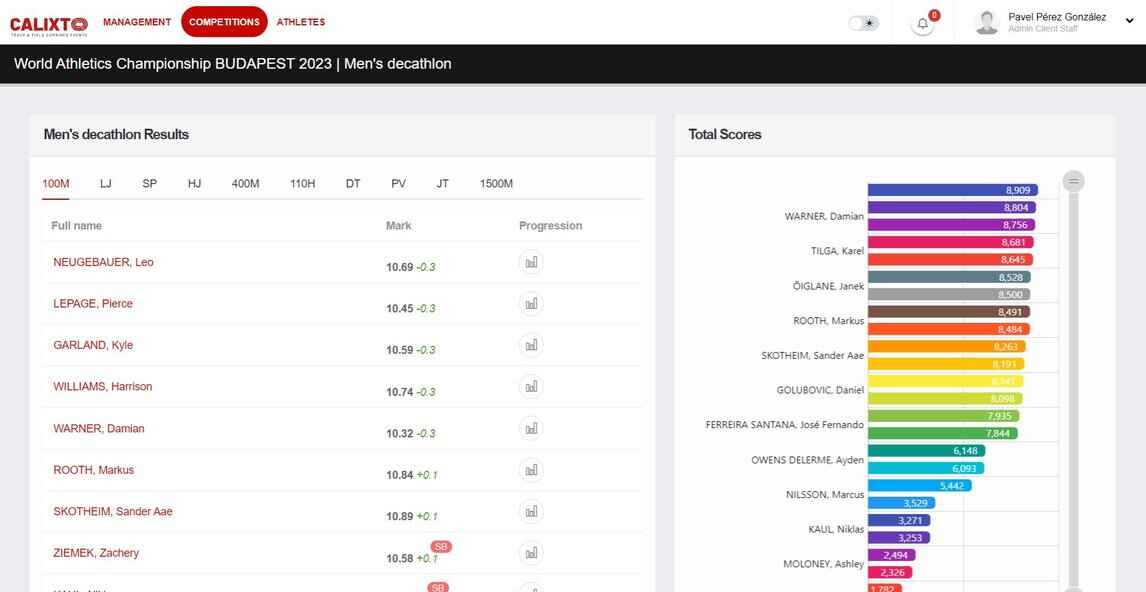 CALIXTO
TRACK & FIELD COMBINED EVENTS
MANAGEMENT
COMPETITIONS
ATHLETES
0
Pavel Pérez González
Admin Client Staff
World Athletics Championship BUDAPEST 2023 | Men's decathlon
Men's decathlon Results
100M LJ SP HJ 400M 110H DT PV JT 1500M
Full name Mark Progression
NEUGEBAUER, Leo 10.69 -0.3
LEPAGE, Pierce 10.45 -0.3
GARLAND, Kyle 10.59 -0.3
WILLIAMS, Harrison 10.74 -0.3
WARNER, Damian 10.32 -0.3
ROOTH, Markus 10.84 +0.1
SKOTHEIM, Sander Aae 10.89 +0.1
ZIEMEK, Zachery 10.58 +0.1 SB
SB
Total Scores
8,909
8,804
WARNER, Damian
8,756
8,681
TILGA, Karel
8,645
8,528
ÕIGLANE, Janek
8,500
8,491
ROOTH, Markus
8,484
8,263
SKOTHEIM, Sander Aae
8,191
GOLUBOVIC, Daniel
8,098
7,935
FERREIRA SANTANA, José Fernando
7,844
6,148
OWENS DELERME, Ayden
6,093
5,442
NILSSON, Marcus
3,529
3,271
KAUL, Niklas
3,253
2,494
MOLONEY, Ashley
2,326
1,782